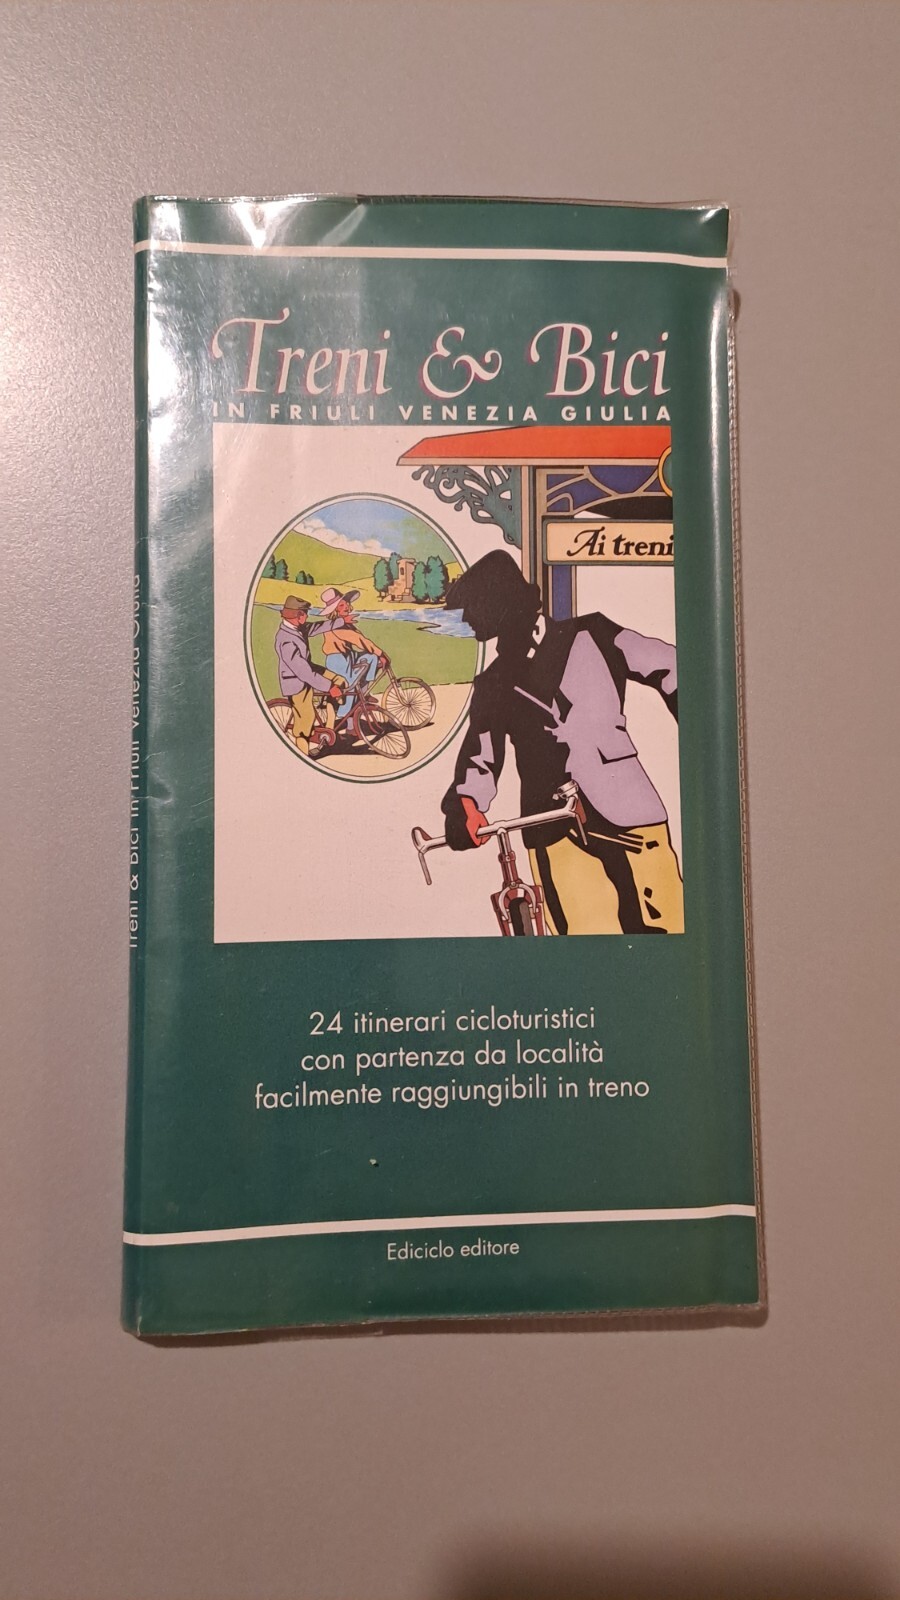 Treni & Bici
IN FRIULI VENEZIA GIULIA
Ai treni
24 itinerari cicloturistici
con partenza da località
facilmente raggiungibili in treno
Ediciclo editore
Treni & Bici in Friuli Venezia Giulia